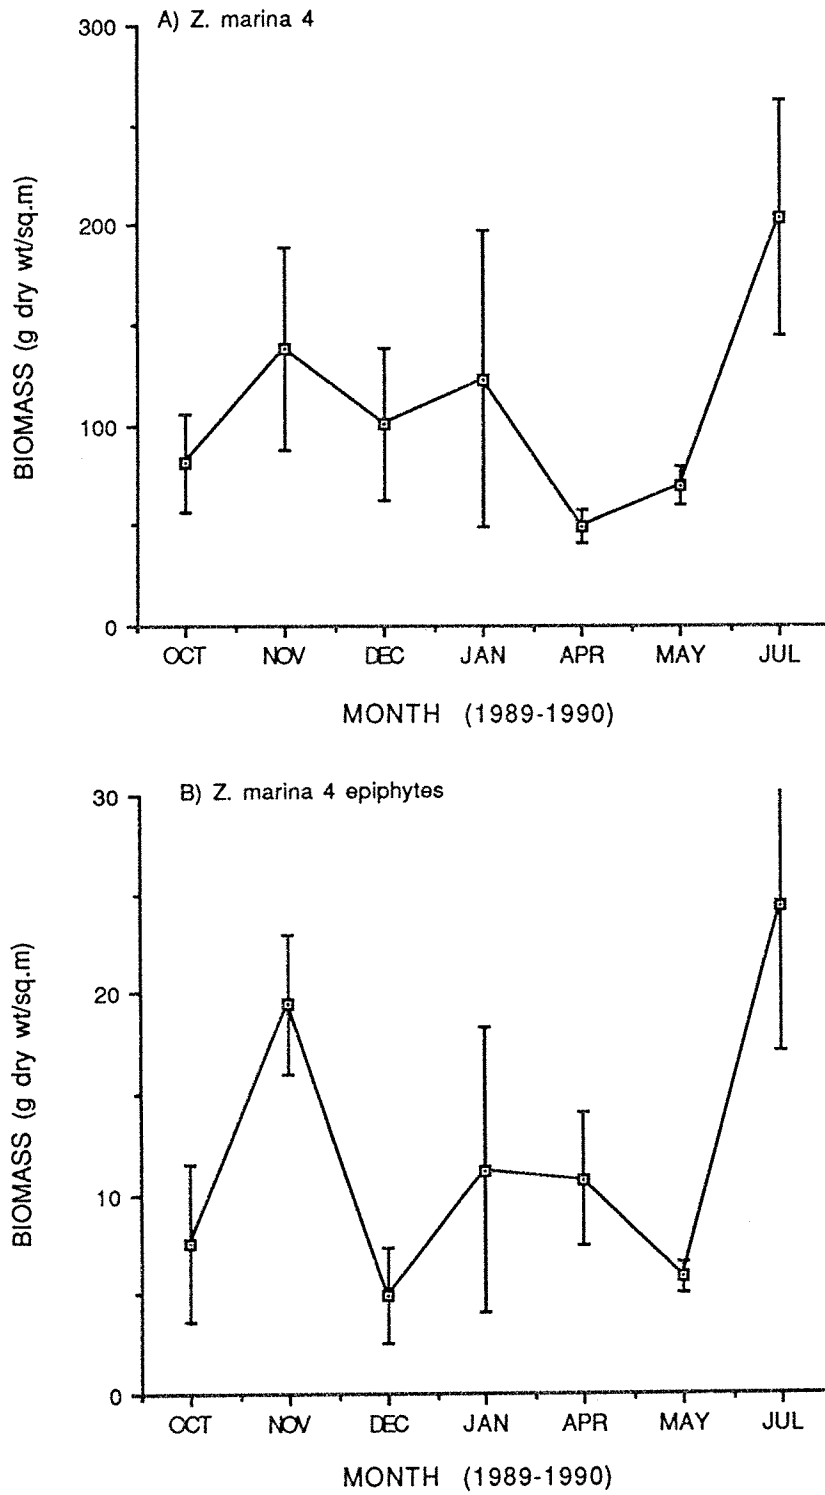 A) Z. marina 4
300
200
100
0
BIOMASS (g dry wt/sq.m)
OCT NOV DEC JAN APR MAY JUL
MONTH (1989-1990)
B) Z. marina 4 epiphytes
30
20
10
0
BIOMASS (g dry wt/sq.m)
OCT NOV DEC JAN APR MAY JUL
MONTH (1989-1990)